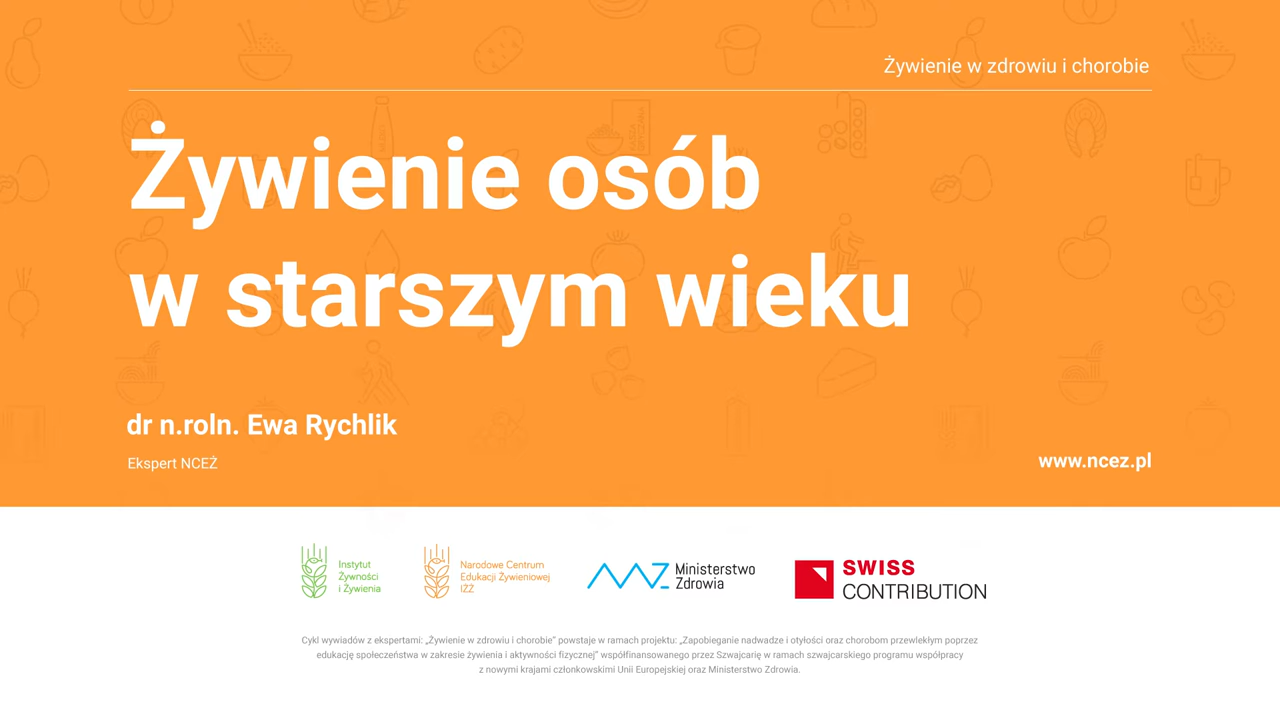 Żywienie w zdrowiu i chorobie
Żywienie osób
w starszym wieku
dr n.roln. Ewa Rychlik
Ekspert NCEŻ
www.ncez.pl
Instytut
Żywności
i Żywienia
Narodowe Centrum
Edukacji Żywieniowej
IŻŻ
Ministerstwo
Zdrowia
SWISS
CONTRIBUTION
Cykl wywiadów z ekspertami: „Żywienie w zdrowiu i chorobie” powstaje w ramach projektu: „Zapobieganie nadwadze i otyłości oraz chorobom przewlekłym poprzez
edukację społeczeństwa w zakresie żywienia i aktywności fizycznej” współfinansowanego przez Szwajcarię w ramach szwajcarskiego programu współpracy
z nowymi krajami członkowskimi Unii Europejskiej oraz Ministerstwo Zdrowia.